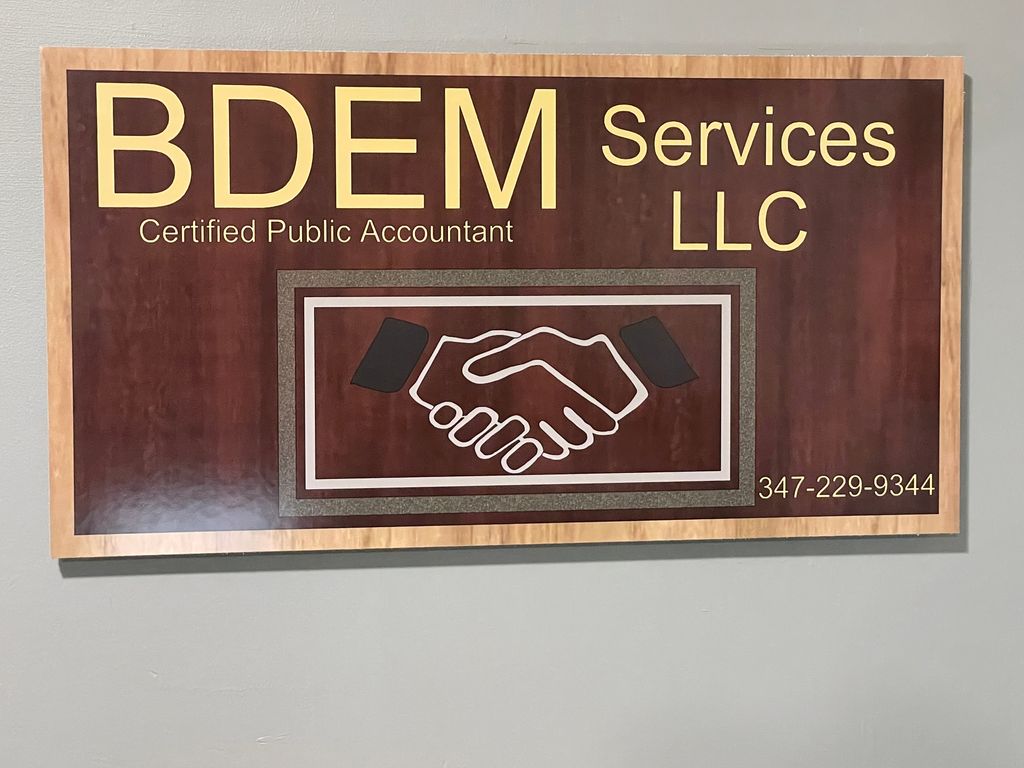 BDEM
Certified Public Accountant
Services
LLC
347-229-9344